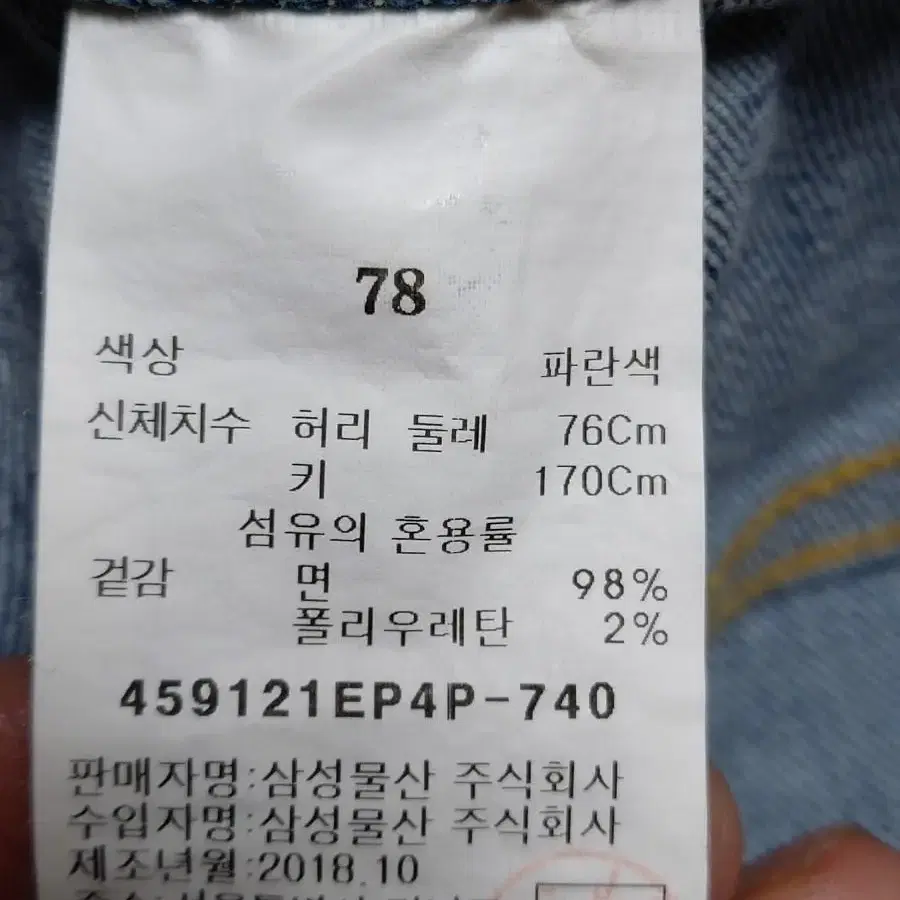 78
색상 파란색
신체치수 허리 둘레 76Cm
키 170Cm
섬유의 혼용률
겉감 면 98%
폴리우레탄 2%
459121EP4P-740
판매자명:삼성물산 주식회사
수입자명:삼성물산 주식회사
제조년월:2018.10